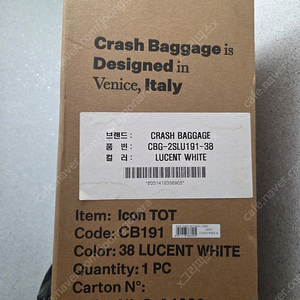 Crash Baggage is
Designed in
Venice, Italy
브랜드 : CRASH BAGGAGE
품 번 : CBG-2SLU191-38
컬 러 : LUCENT WHITE
*8051418398905*
Item: Icon TOT
Code: CB191
Color: 38 LUCENT WHITE
Quantity: 1 PC
Carton N°: